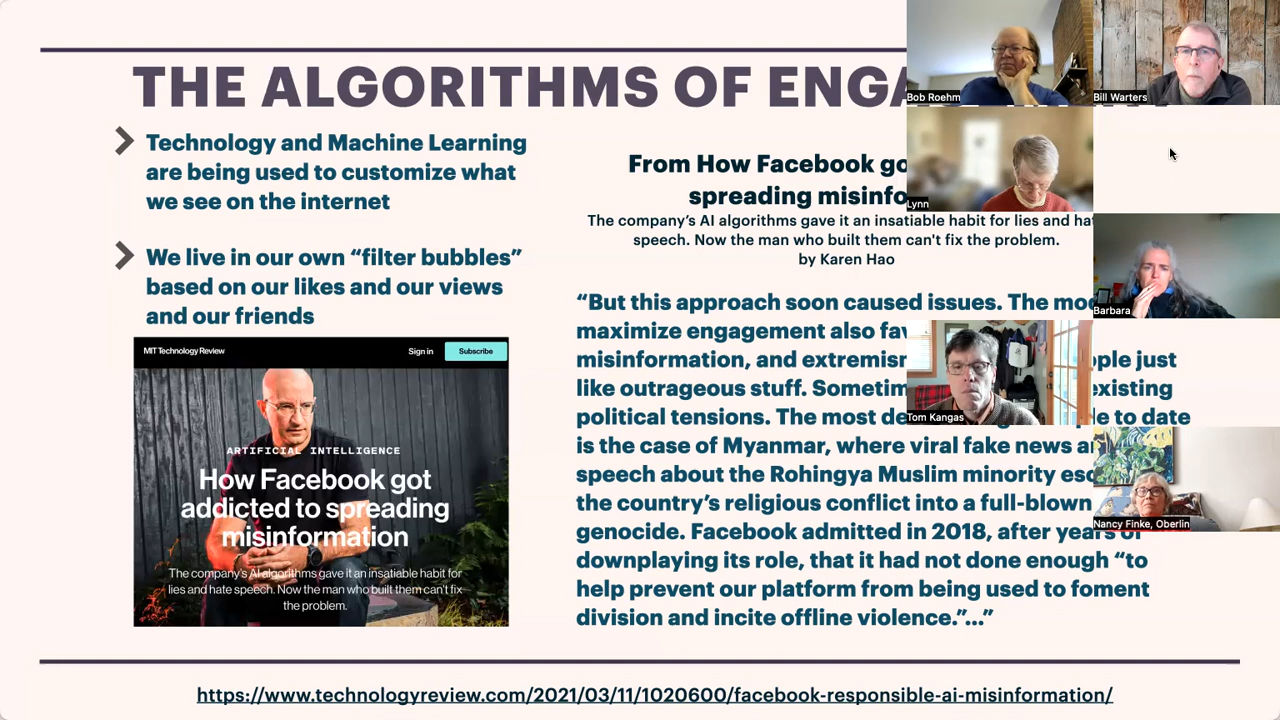 THE ALGORITHMS OF ENGA
Technology and Machine Learning
are being used to customize what
we see on the internet
We live in our own “filter bubbles”
based on our likes and our views
and our friends
MIT Technology Review
Sign in
Subscribe
ARTIFICIAL INTELLIGENCE
How Facebook got
addicted to spreading
misinformation
The company's AI algorithms gave it an insatiable habit for
lies and hate speech. Now the man who built them can't fix
the problem.
From How Facebook go
spreading misinfo
The company’s AI algorithms gave it an insatiable habit for lies and hat
speech. Now the man who built them can't fix the problem.
by Karen Hao
“But this approach soon caused issues. The mod
maximize engagement also fav
misinformation, and extremism ple just
like outrageous stuff. Sometim existing
political tensions. The most de to date
is the case of Myanmar, where viral fake news an
speech about the Rohingya Muslim minority esc
the country’s religious conflict into a full-blown
genocide. Facebook admitted in 2018, after years of
downplaying its role, that it had not done enough “to
help prevent our platform from being used to foment
division and incite offline violence.”...”
https://www.technologyreview.com/2021/03/11/1020600/facebook-responsible-ai-misinformation/
Bob Roehm
Bill Warters
Lynn
Barbara
Tom Kangas
Nancy Finke, Oberlin